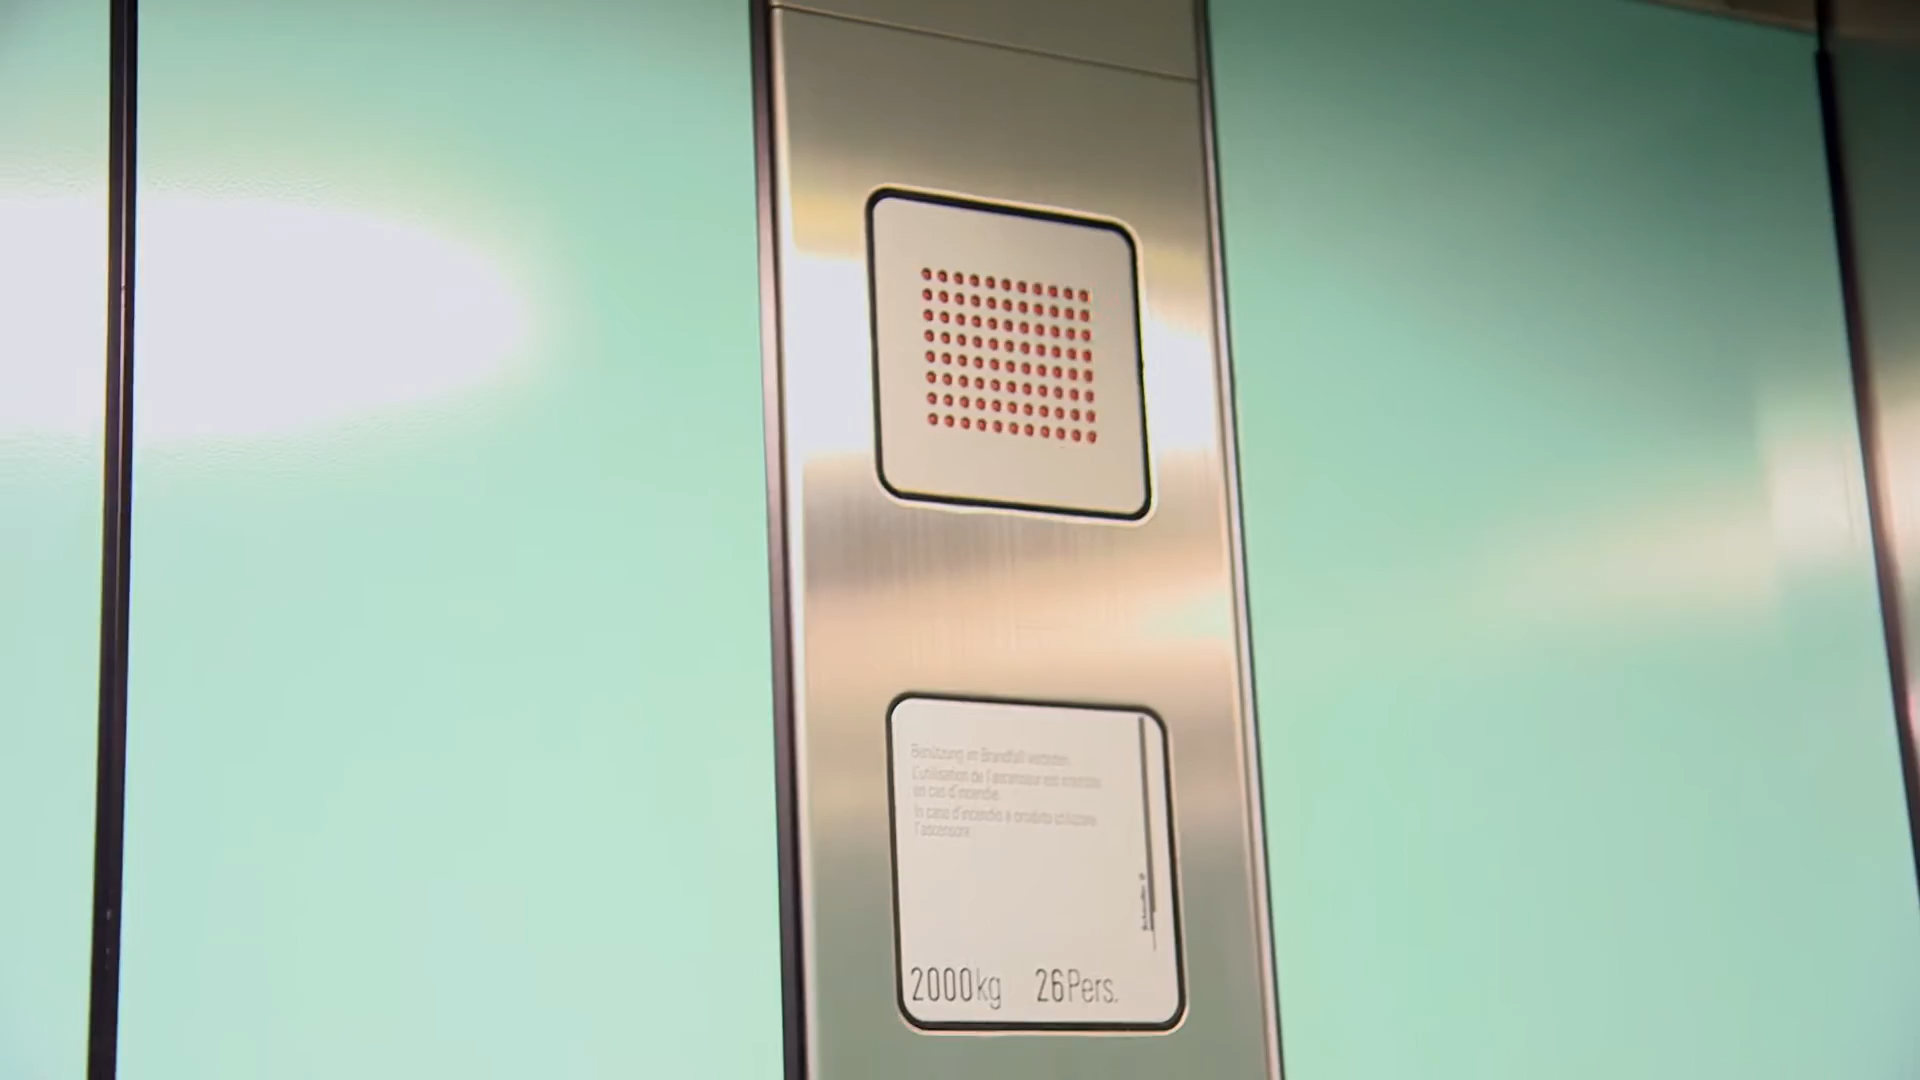 Benützung im Brandfall verboten.
L'utilisation de l'ascenseur est interdite
en cas d'incendie.
In caso d'incendio è proibito utilizzare
l'ascensore.
Schindler
2000kg 26Pers.